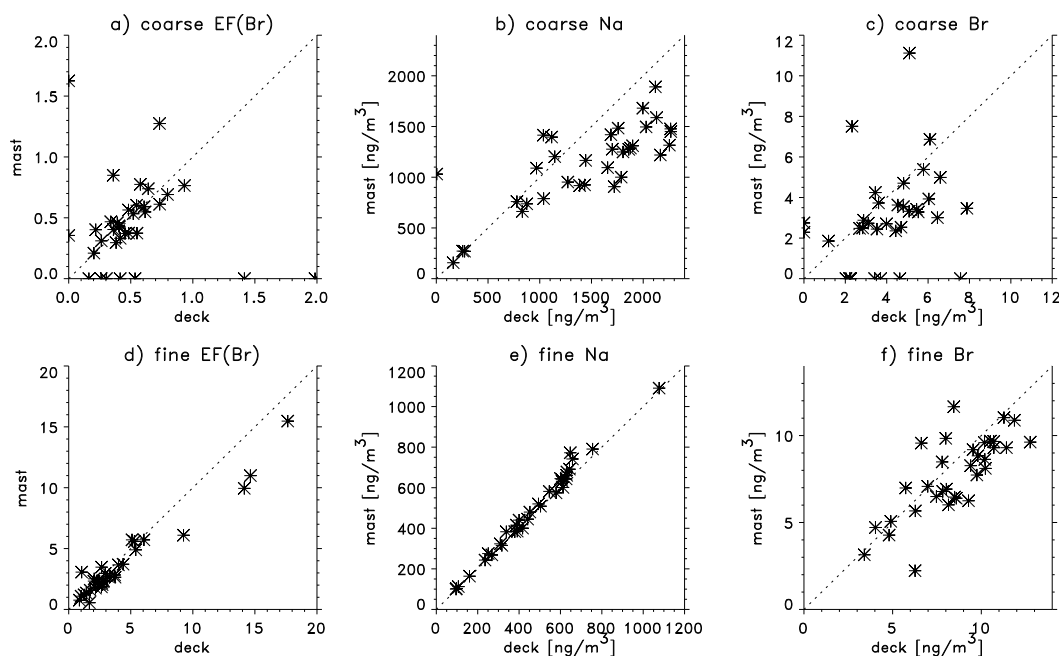 a) coarse EF(Br)
b) coarse Na
c) coarse Br
2.0
1.5
1.0
0.5
0.0
mast
0.0 0.5 1.0 1.5 2.0
deck
2000
1500
1000
500
0
mast [ng/m3]
0 500 1000 1500 2000
deck [ng/m3]
12
10
8
6
4
2
0
mast [ng/m3]
0 2 4 6 8 10 12
deck [ng/m3]
d) fine EF(Br)
e) fine Na
f) fine Br
20
15
10
5
0
mast
0 5 10 15 20
deck
1200
1000
800
600
400
200
0
mast [ng/m3]
0 200 400 600 800 1000 1200
deck [ng/m3]
10
5
0
mast [ng/m3]
0 5 10
deck [ng/m3]